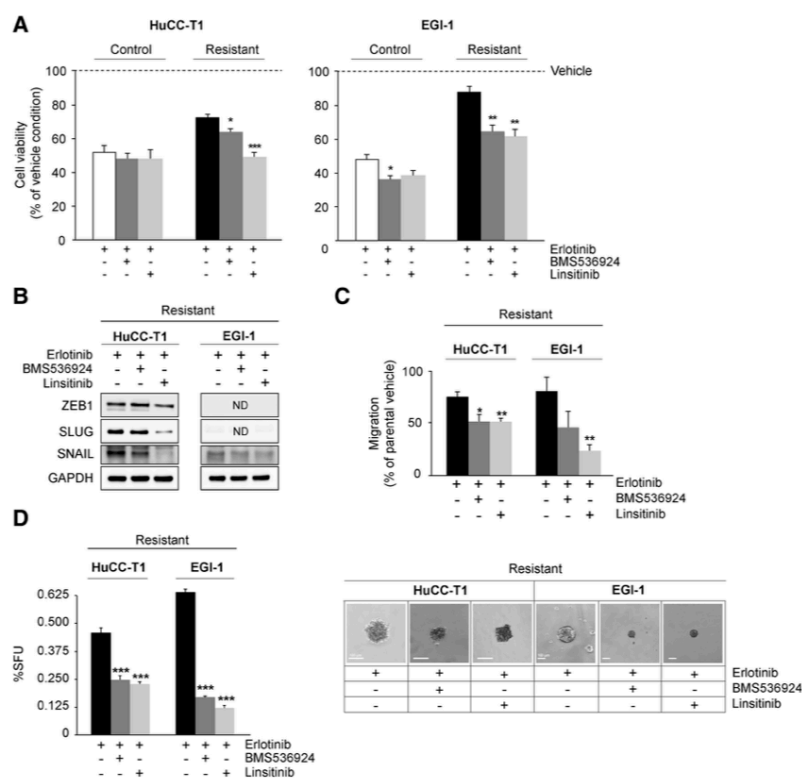 A
HuCC-T1
EGI-1
Control
Resistant
Control
Resistant
Vehicle
Cell viability
(% of vehicle condition)
100
80
60
40
20
0
100
80
60
40
20
0
*
***
*
**
**
+ + + + + + + + + + + + Erlotinib
- + - - + - - + - - + - BMS536924
- - + - - + - - + - - + Linsitinib
B
Resistant
HuCC-T1
EGI-1
Erlotinib + + + + + +
BMS536924 - + - - + -
Linsitinib - - + - - +
ZEB1
ND
SLUG
ND
SNAIL
GAPDH
C
Resistant
HuCC-T1
EGI-1
Migration
(% of parental vehicle)
100
50
0
*
**
**
+ + + + + + Erlotinib
- + - - + - BMS536924
- - + - - + Linsitinib
D
Resistant
HuCC-T1
EGI-1
%SFU
0.625
0.500
0.250
0.125
0
***
***
***
***
+ + + + + + Erlotinib
- + - - + - BMS536924
- - + - - + Linsitinib
Resistant
HuCC-T1
EGI-1
+ + + + + + Erlotinib
- + - - + - BMS536924
- - + - - + Linsitinib